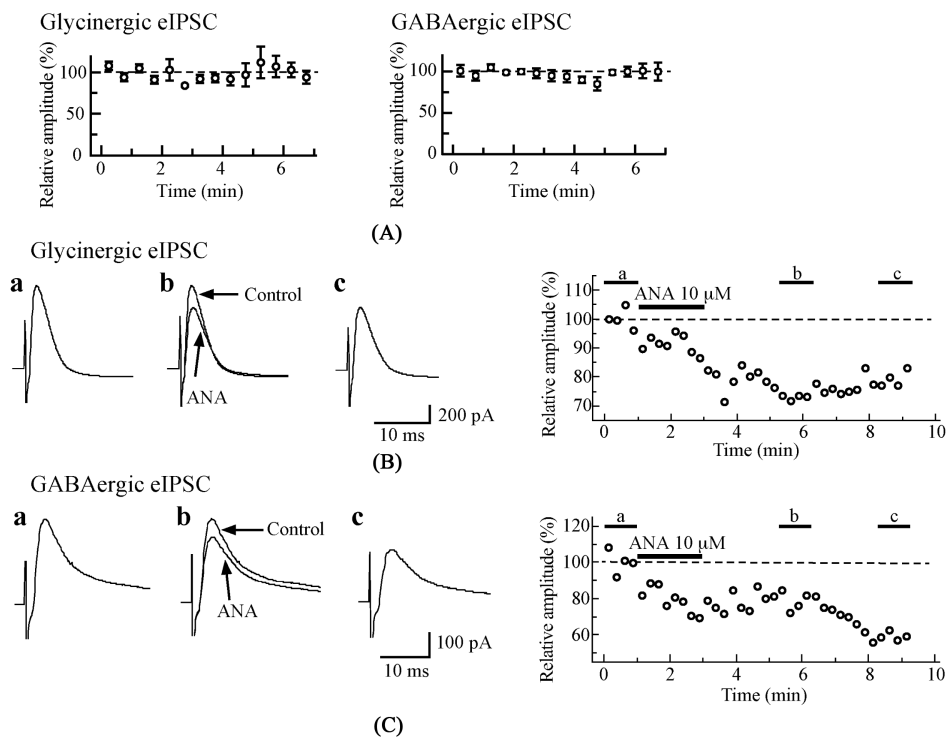 Glycinergic eIPSC
GABAergic eIPSC
Relative amplitude (%)
100
50
0
0 2 4 6
Time (min)
Relative amplitude (%)
100
50
0
0 2 4 6
Time (min)
(A)
Glycinergic eIPSC
a
b
c
Control
ANA
200 pA
10 ms
Relative amplitude (%)
110
100
90
80
70
a
b
c
ANA 10 μM
0 2 4 6 8 10
Time (min)
(B)
GABAergic eIPSC
a
b
c
Control
ANA
100 pA
10 ms
Relative amplitude (%)
120
100
80
60
a
b
c
ANA 10 μM
0 2 4 6 8 10
Time (min)
(C)